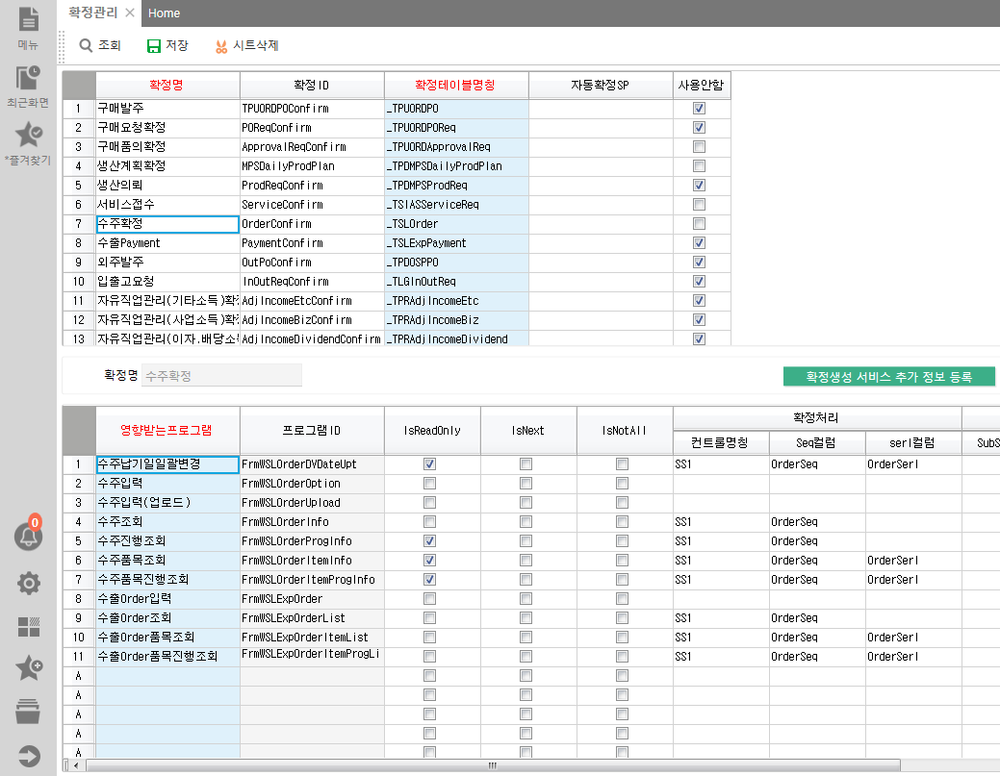 확정관리 Home
메뉴
최근화면
*즐겨찾기
조회 저장 시트삭제
확정명 확정ID 확정테이블명칭 자동확정SP 사용안함
1 구매발주 TPUORDPOConfirm _TPUORDPO
2 구매요청확정 POReqConfirm _TPUORDPOReq
3 구매품의확정 ApprovalReqConfirm _TPUORDApprovalReq
4 생산계획확정 MPSDailyProdPlan _TPDMPSDailyProdPlan
5 생산의뢰 ProdReqConfirm _TPDMPSProdReq
6 서비스접수 ServiceConfirm _TSIASServiceReq
7 수주확정 OrderConfirm _TSLOrder
8 수출Payment PaymentConfirm _TSLExpPayment
9 외주발주 OutPoConfirm _TPDOSPPO
10 입출고요청 InOutReqConfirm _TLGInOutReq
11 자유직업관리(기타소득)확 AdjIncomeEtcConfirm _TPRAdjIncomeEtc
12 자유직업관리(사업소득)확 AdjIncomeBizConfirm _TPRAdjIncomeBiz
13 자유직업관리(이자.배당소 AdjIncomeDividendConfirm _TPRAdjIncomeDividend
확정명 수주확정 확정생성 서비스 추가 정보 등록
영향받는프로그램 프로그램ID IsReadOnly IsNext IsNotAll 확정처리
컨트롤명칭 Seq컬럼 serl컬럼 SubS
1 수주납기일일괄변경 FrmWSLOrderDVDateUpt SS1 OrderSeq OrderSerl
2 수주입력 FrmWSLOrderOption
3 수주입력(업로드) FrmWSLOrderUpload
4 수주조회 FrmWSLOrderInfo SS1 OrderSeq
5 수주진행조회 FrmWSLOrderProgInfo SS1 OrderSeq
6 수주품목조회 FrmWSLOrderItemInfo SS1 OrderSeq OrderSerl
7 수주품목진행조회 FrmWSLOrderItemProgInfo SS1 OrderSeq OrderSerl
8 수출Order입력 FrmWSLExpOrder
9 수출Order조회 FrmWSLExpOrderList SS1 OrderSeq
10 수출Order품목조회 FrmWSLExpOrderItemList SS1 OrderSeq OrderSerl
11 수출Order품목진행조회 FrmWSLExpOrderItemProgLi SS1 OrderSeq OrderSerl
A
A
A
A
A
0